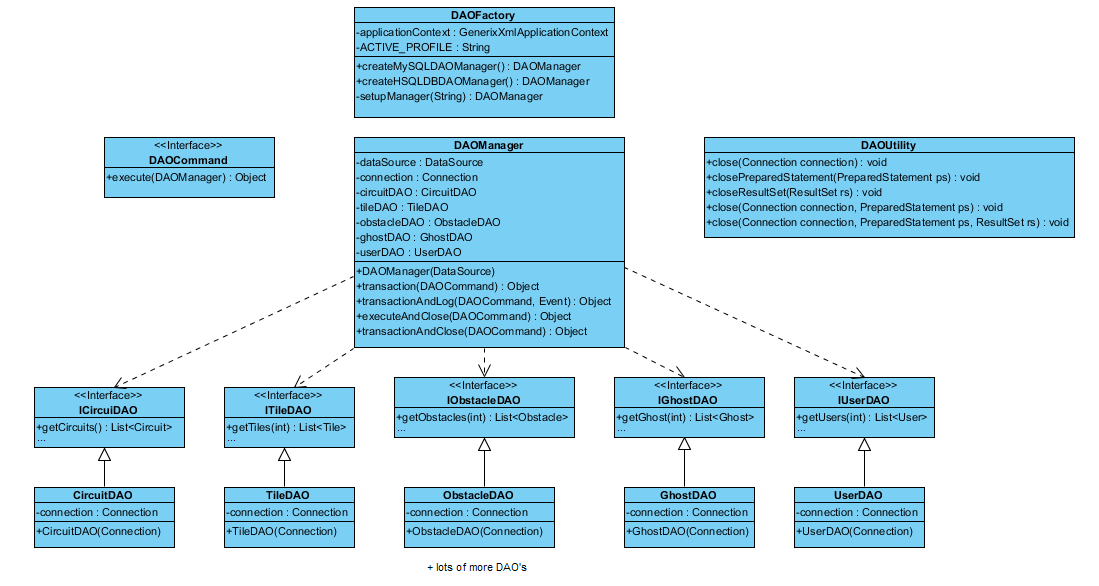 DAOFactory
-applicationContext : GenerixXmlApplicationContext
-ACTIVE_PROFILE : String
+createMySQLDAOManager() : DAOManager
+createHSQLDBDAOManager() : DAOManager
-setupManager(String) : DAOManager
<<Interface>>
DAOCommand
+execute(DAOManager) : Object
DAOManager
-dataSource : DataSource
-connection : Connection
-circuitDAO : CircuitDAO
-tileDAO : TileDAO
-obstacleDAO : ObstacleDAO
-ghostDAO : GhostDAO
-userDAO : UserDAO
+DAOManager(DataSource)
+transaction(DAOCommand) : Object
+transactionAndLog(DAOCommand, Event) : Object
+executeAndClose(DAOCommand) : Object
+transactionAndClose(DAOCommand) : Object
DAOUtility
+close(Connection connection) : void
+closePreparedStatement(PreparedStatement ps) : void
+closeResultSet(ResultSet rs) : void
+close(Connection connection, PreparedStatement ps) : void
+close(Connection connection, PreparedStatement ps, ResultSet rs) : void
<<Interface>>
ICircuiDAO
+getCircuits() : List<Circuit>
...
<<Interface>>
ITileDAO
+getTiles(int) : List<Tile>
...
<<Interface>>
IObstacleDAO
+getObstacles(int) : List<Obstacle>
...
<<Interface>>
IGhostDAO
+getGhost(int) : List<Ghost>
...
<<Interface>>
IUserDAO
+getUsers(int) : List<User>
...
CircuitDAO
-connection : Connection
+CircuitDAO(Connection)
TileDAO
-connection : Connection
+TileDAO(Connection)
ObstacleDAO
-connection : Connection
+ObstacleDAO(Connection)
GhostDAO
-connection : Connection
+GhostDAO(Connection)
UserDAO
-connection : Connection
+UserDAO(Connection)
+ lots of more DAO's